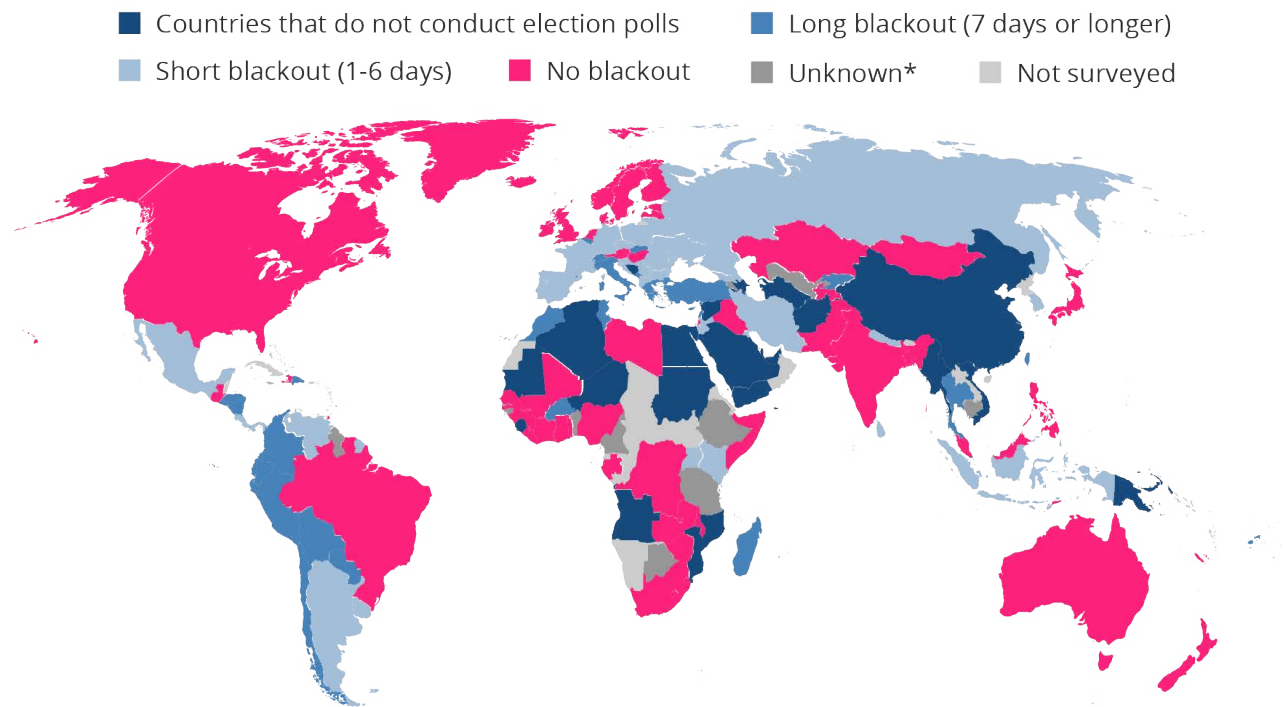 Countries that do not conduct election polls Long blackout (7 days or longer)
Short blackout (1-6 days) No blackout Unknown* Not surveyed